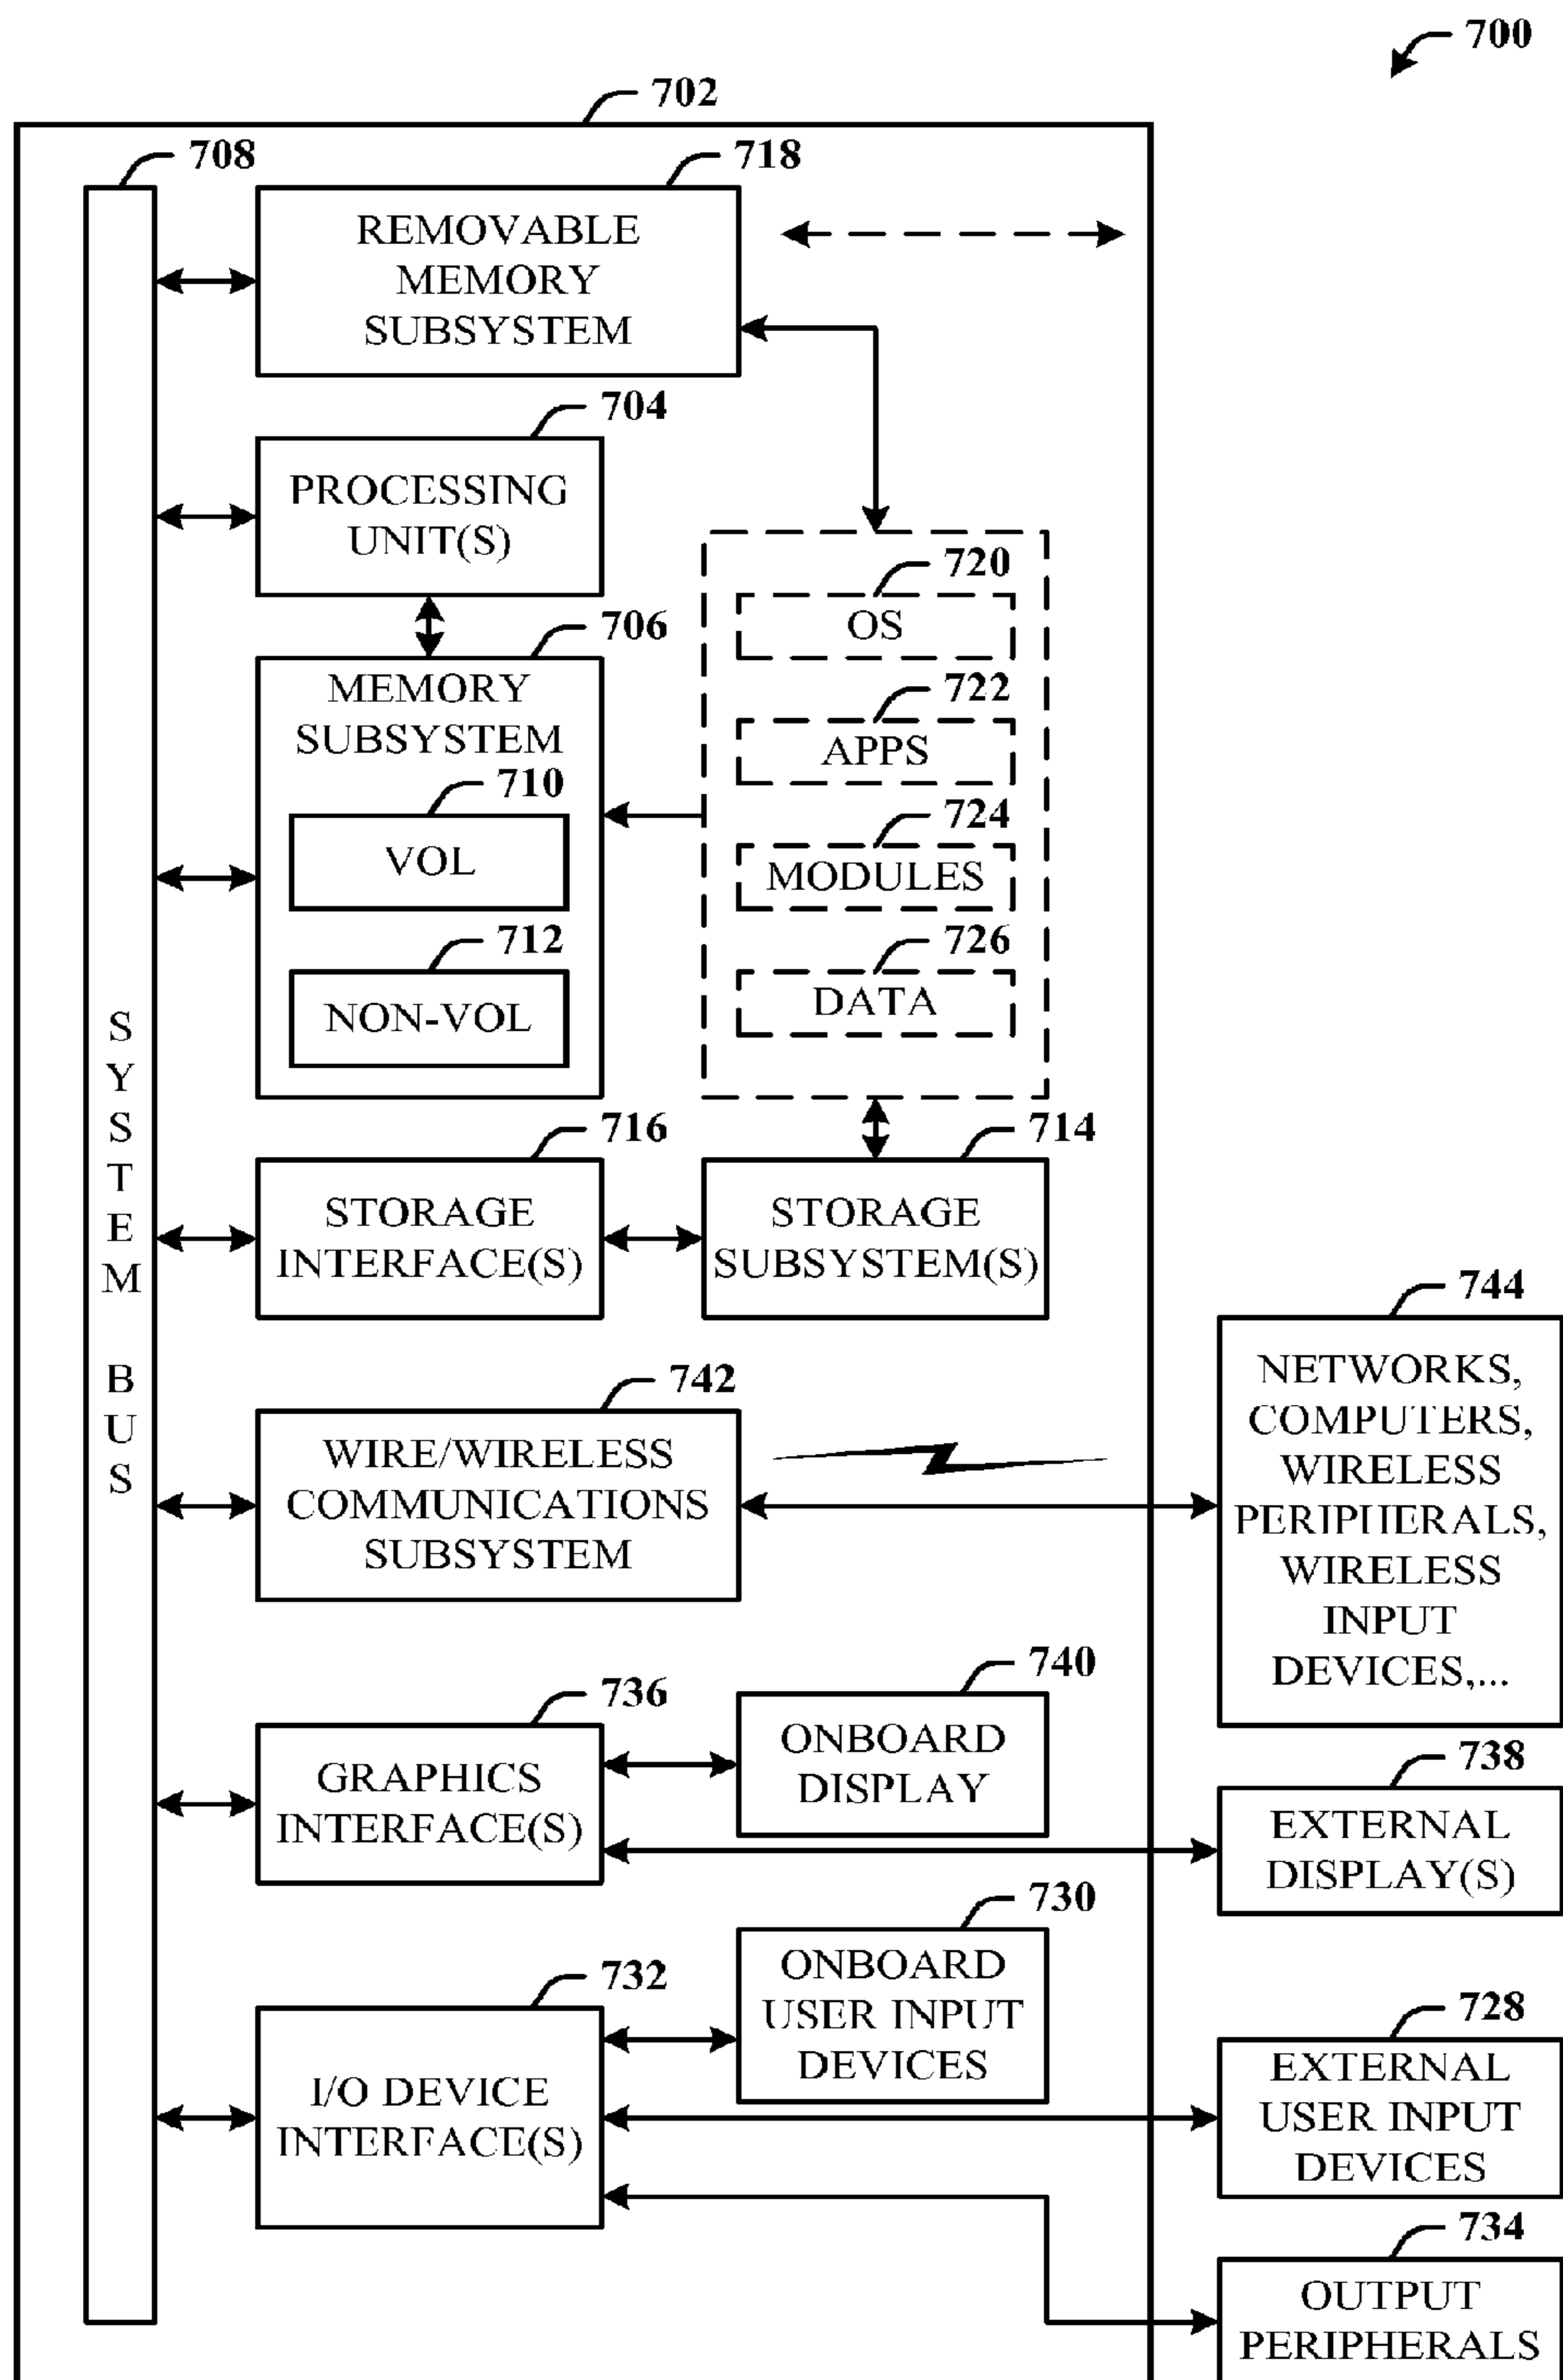 700
702
708
718
REMOVABLE
MEMORY
SUBSYSTEM
704
PROCESSING
UNIT(S)
706
MEMORY
SUBSYSTEM
710
VOL
712
NON-VOL
720
OS
722
APPS
724
MODULES
726
DATA
SYSTEM BUS
716
STORAGE
INTERFACE(S)
714
STORAGE
SUBSYSTEM(S)
742
WIRE/WIRELESS
COMMUNICATIONS
SUBSYSTEM
744
NETWORKS,
COMPUTERS,
WIRELESS
PERIPHERALS,
WIRELESS
INPUT
DEVICES,...
736
GRAPHICS
INTERFACE(S)
740
ONBOARD
DISPLAY
738
EXTERNAL
DISPLAY(S)
732
I/O DEVICE
INTERFACE(S)
730
ONBOARD
USER INPUT
DEVICES
728
EXTERNAL
USER INPUT
DEVICES
734
OUTPUT
PERIPHERALS